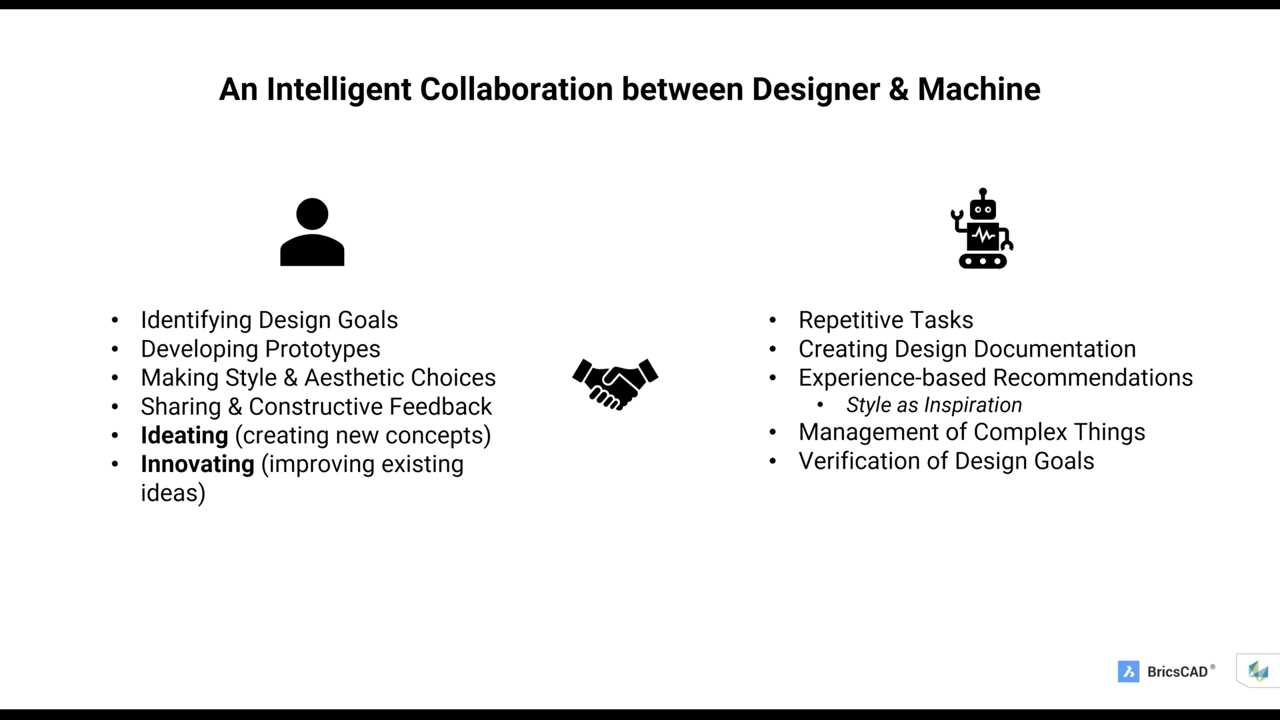 An Intelligent Collaboration between Designer & Machine
• Identifying Design Goals
• Developing Prototypes
• Making Style & Aesthetic Choices
• Sharing & Constructive Feedback
• Ideating (creating new concepts)
• Innovating (improving existing
ideas)
• Repetitive Tasks
• Creating Design Documentation
• Experience-based Recommendations
• Style as Inspiration
• Management of Complex Things
• Verification of Design Goals
BricsCAD®